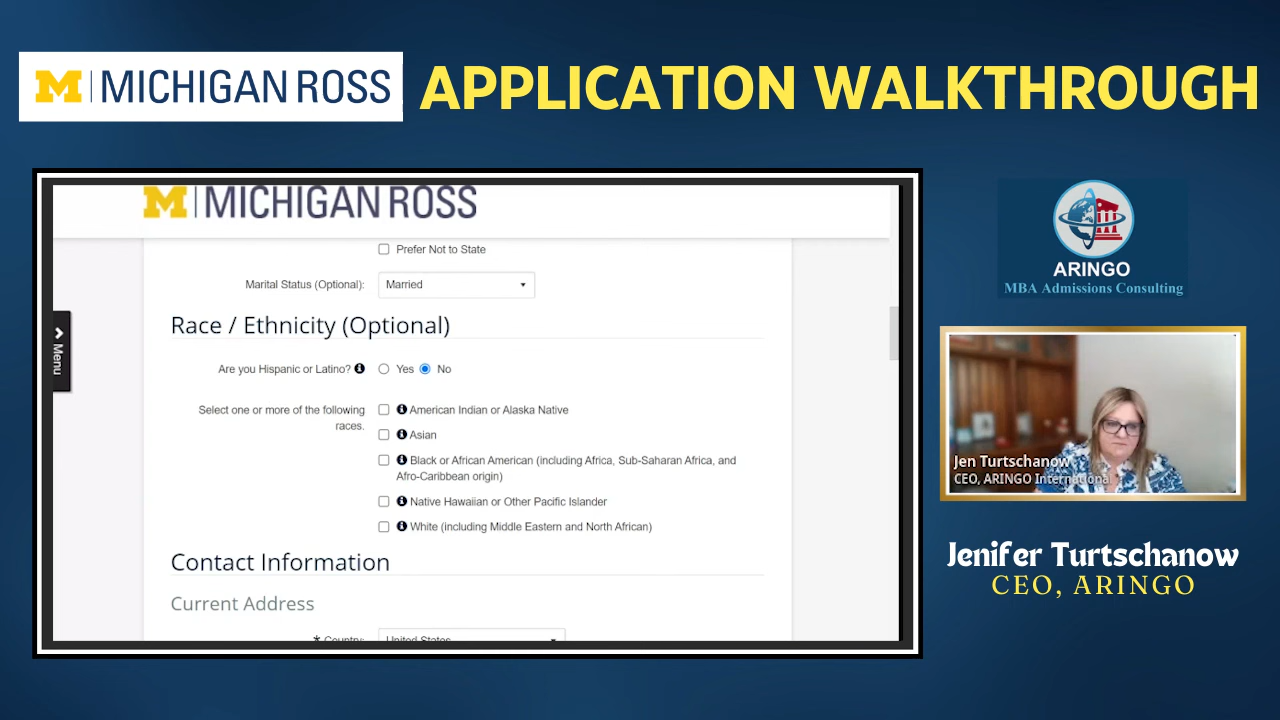 M | MICHIGAN ROSS
APPLICATION WALKTHROUGH
M | MICHIGAN ROSS
Prefer Not to State
Marital Status (Optional): Married
Race / Ethnicity (Optional)
Are you Hispanic or Latino? Yes No
Select one or more of the following
races.
American Indian or Alaska Native
Asian
Black or African American (including Africa, Sub-Saharan Africa, and
Afro-Caribbean origin)
Native Hawaiian or Other Pacific Islander
White (including Middle Eastern and North African)
Contact Information
Current Address
* Country: United States
Menu
ARINGO
MBA Admissions Consulting
Jen Turtschanow
CEO, ARINGO International
Jenifer Turtschanow
CEO, ARINGO